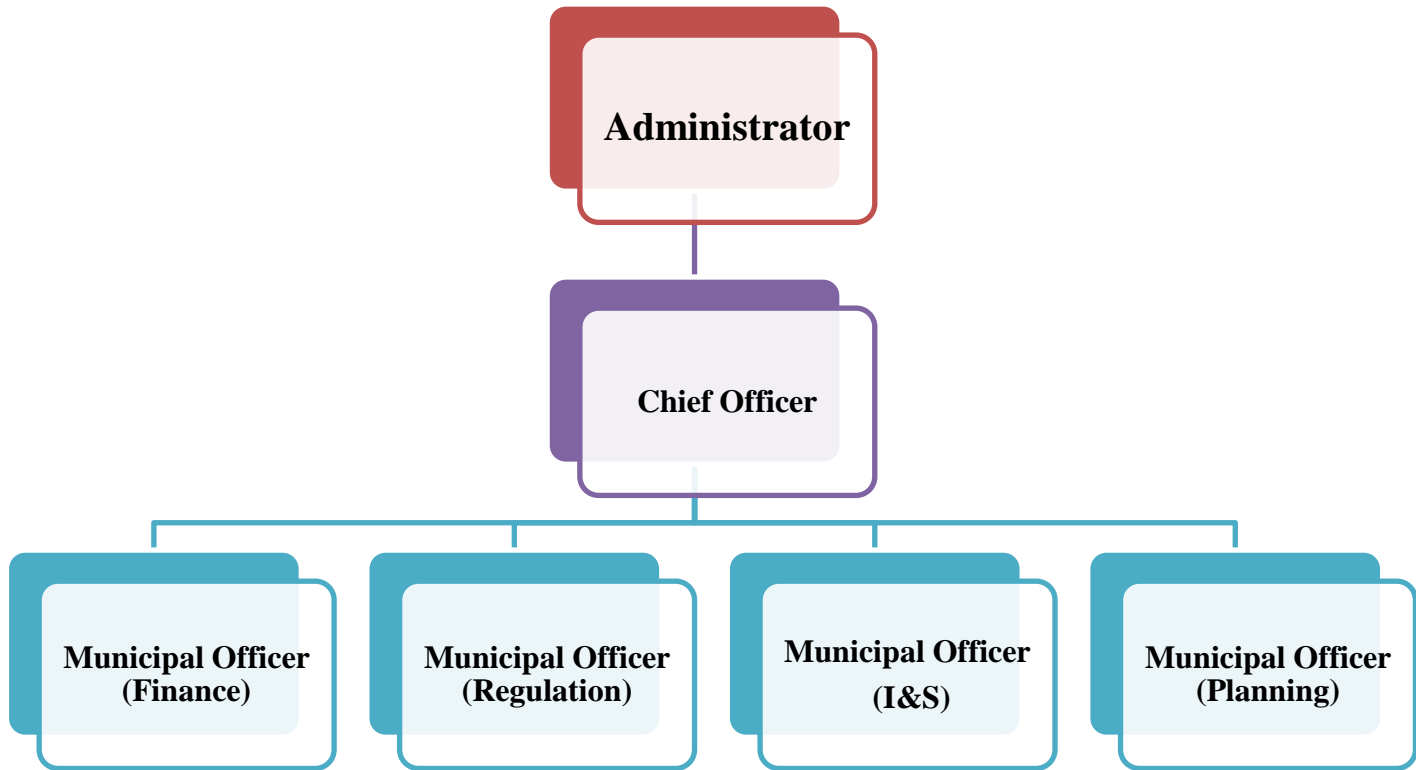 Administrator
Chief Officer
Municipal Officer
(Finance)
Municipal Officer
(Regulation)
Municipal Officer
(I&S)
Municipal Officer
(Planning)